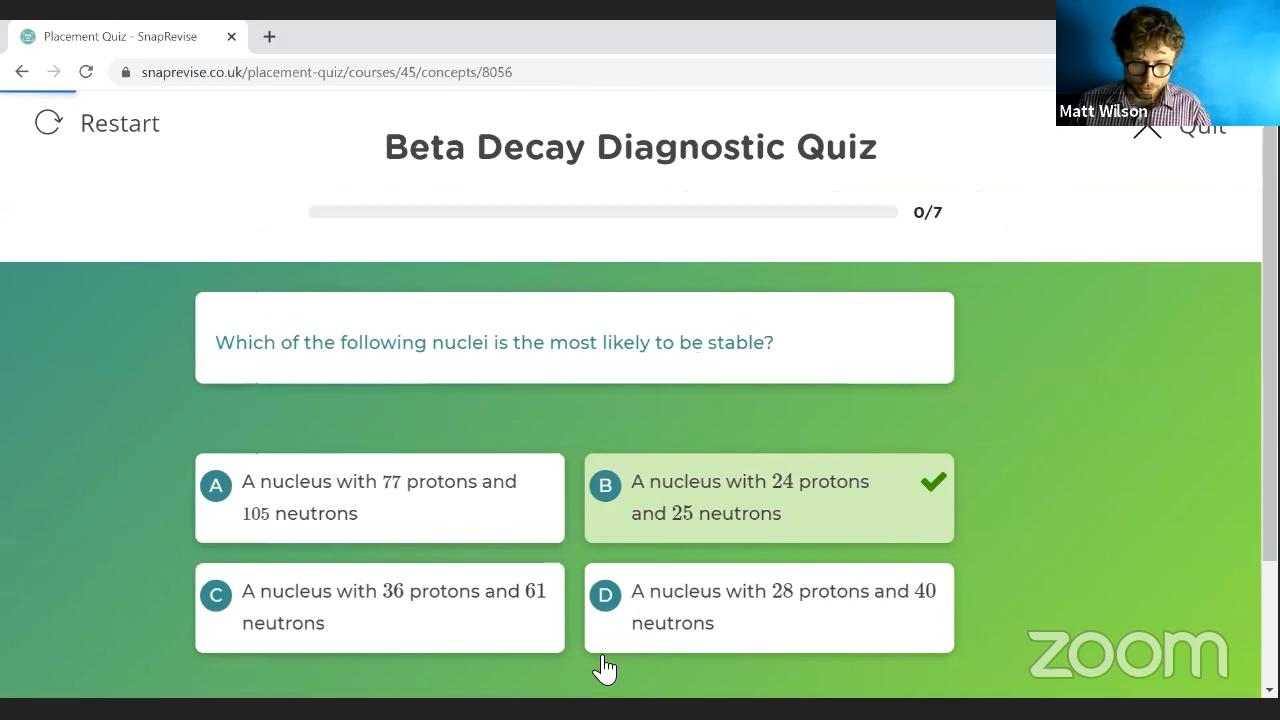 Placement Quiz - SnapRevise
snaprevise.co.uk/placement-quiz/courses/45/concepts/8056
Matt Wilson
Restart
Quit
Beta Decay Diagnostic Quiz
0/7
Which of the following nuclei is the most likely to be stable?
A
A nucleus with 77 protons and
105 neutrons
B
A nucleus with 24 protons
and 25 neutrons
C
A nucleus with 36 protons and 61
neutrons
D
A nucleus with 28 protons and 40
neutrons
zoom